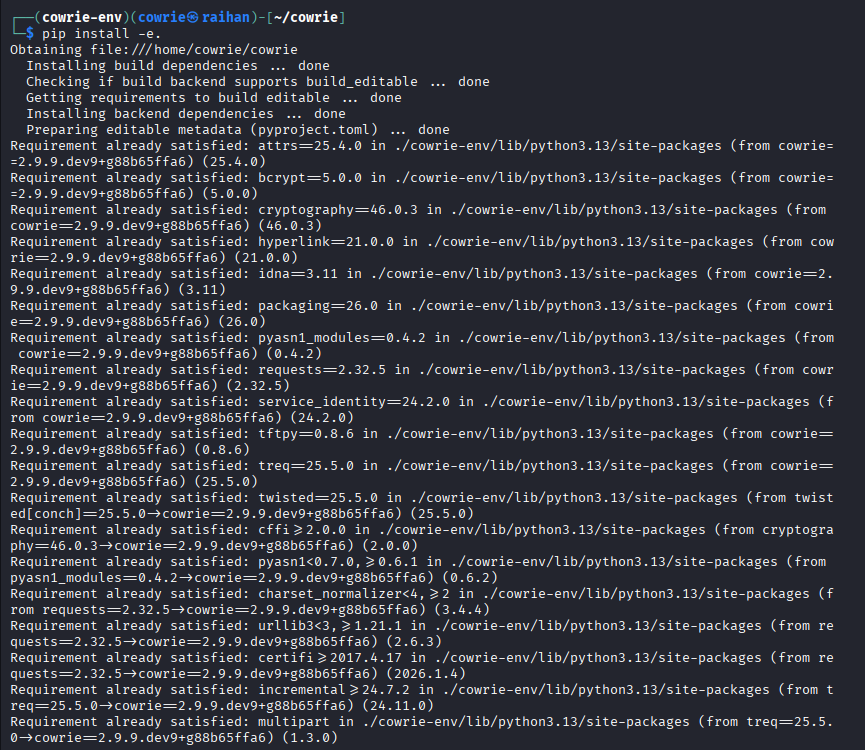 ┌──(cowrie-env)(cowrie㉿raihan)-[~/cowrie]
└─$ pip install -e.
Obtaining file:///home/cowrie/cowrie
  Installing build dependencies ... done
  Checking if build backend supports build_editable ... done
  Getting requirements to build editable ... done
  Installing backend dependencies ... done
  Preparing editable metadata (pyproject.toml) ... done
Requirement already satisfied: attrs==25.4.0 in ./cowrie-env/lib/python3.13/site-packages (from cowrie=
=2.9.9.dev9+g88b65ffa6) (25.4.0)
Requirement already satisfied: bcrypt==5.0.0 in ./cowrie-env/lib/python3.13/site-packages (from cowrie=
=2.9.9.dev9+g88b65ffa6) (5.0.0)
Requirement already satisfied: cryptography==46.0.3 in ./cowrie-env/lib/python3.13/site-packages (from 
cowrie==2.9.9.dev9+g88b65ffa6) (46.0.3)
Requirement already satisfied: hyperlink==21.0.0 in ./cowrie-env/lib/python3.13/site-packages (from cow
rie==2.9.9.dev9+g88b65ffa6) (21.0.0)
Requirement already satisfied: idna==3.11 in ./cowrie-env/lib/python3.13/site-packages (from cowrie==2.
9.9.dev9+g88b65ffa6) (3.11)
Requirement already satisfied: packaging==26.0 in ./cowrie-env/lib/python3.13/site-packages (from cowri
e==2.9.9.dev9+g88b65ffa6) (26.0)
Requirement already satisfied: pyasn1_modules==0.4.2 in ./cowrie-env/lib/python3.13/site-packages (from
 cowrie==2.9.9.dev9+g88b65ffa6) (0.4.2)
Requirement already satisfied: requests==2.32.5 in ./cowrie-env/lib/python3.13/site-packages (from cowr
ie==2.9.9.dev9+g88b65ffa6) (2.32.5)
Requirement already satisfied: service_identity==24.2.0 in ./cowrie-env/lib/python3.13/site-packages (f
rom cowrie==2.9.9.dev9+g88b65ffa6) (24.2.0)
Requirement already satisfied: tftpy==0.8.6 in ./cowrie-env/lib/python3.13/site-packages (from cowrie==
2.9.9.dev9+g88b65ffa6) (0.8.6)
Requirement already satisfied: treq==25.5.0 in ./cowrie-env/lib/python3.13/site-packages (from cowrie==
2.9.9.dev9+g88b65ffa6) (25.5.0)
Requirement already satisfied: twisted==25.5.0 in ./cowrie-env/lib/python3.13/site-packages (from twist
ed[conch]==25.5.0->cowrie==2.9.9.dev9+g88b65ffa6) (25.5.0)
Requirement already satisfied: cffi>=2.0.0 in ./cowrie-env/lib/python3.13/site-packages (from cryptogra
phy==46.0.3->cowrie==2.9.9.dev9+g88b65ffa6) (2.0.0)
Requirement already satisfied: pyasn1<0.7.0,>=0.6.1 in ./cowrie-env/lib/python3.13/site-packages (from 
pyasn1_modules==0.4.2->cowrie==2.9.9.dev9+g88b65ffa6) (0.6.2)
Requirement already satisfied: charset_normalizer<4,>=2 in ./cowrie-env/lib/python3.13/site-packages (f
rom requests==2.32.5->cowrie==2.9.9.dev9+g88b65ffa6) (3.4.4)
Requirement already satisfied: urllib3<3,>=1.21.1 in ./cowrie-env/lib/python3.13/site-packages (from re
quests==2.32.5->cowrie==2.9.9.dev9+g88b65ffa6) (2.6.3)
Requirement already satisfied: certifi>=2017.4.17 in ./cowrie-env/lib/python3.13/site-packages (from re
quests==2.32.5->cowrie==2.9.9.dev9+g88b65ffa6) (2026.1.4)
Requirement already satisfied: incremental>=24.7.2 in ./cowrie-env/lib/python3.13/site-packages (from t
req==25.5.0->cowrie==2.9.9.dev9+g88b65ffa6) (24.11.0)
Requirement already satisfied: multipart in ./cowrie-env/lib/python3.13/site-packages (from treq==25.5.
0->cowrie==2.9.9.dev9+g88b65ffa6) (1.3.0)